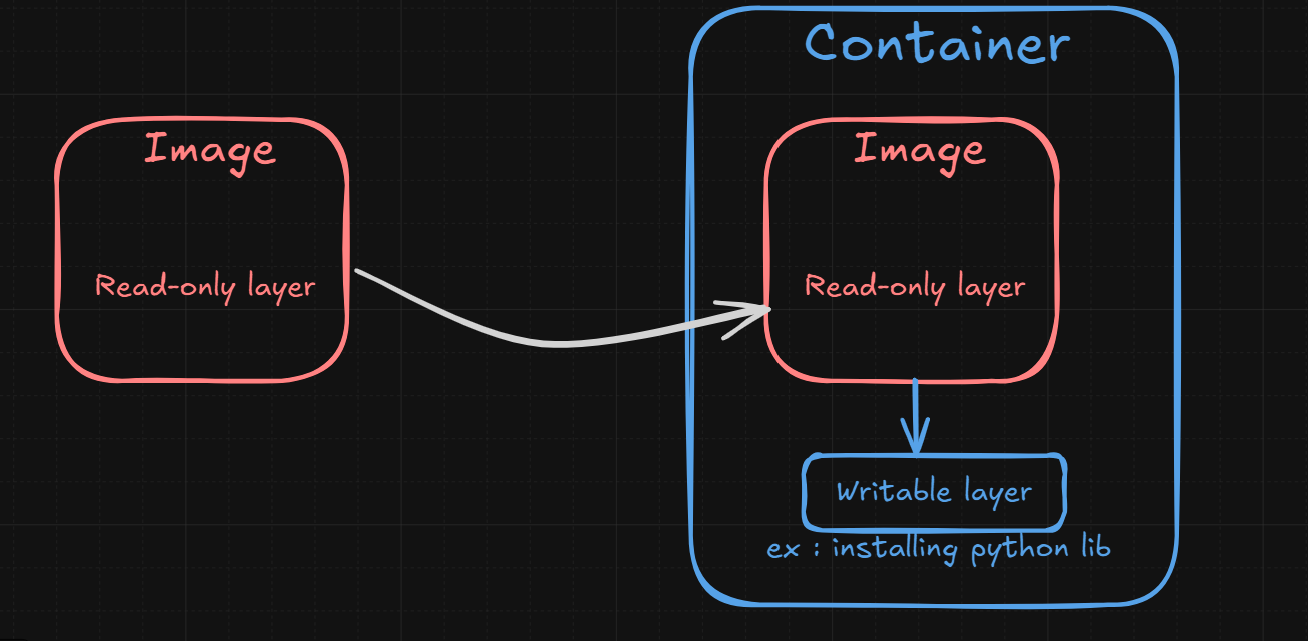 Container
Image
Image
Read-only layer
Read-only layer
Writable layer
ex : installing python lib